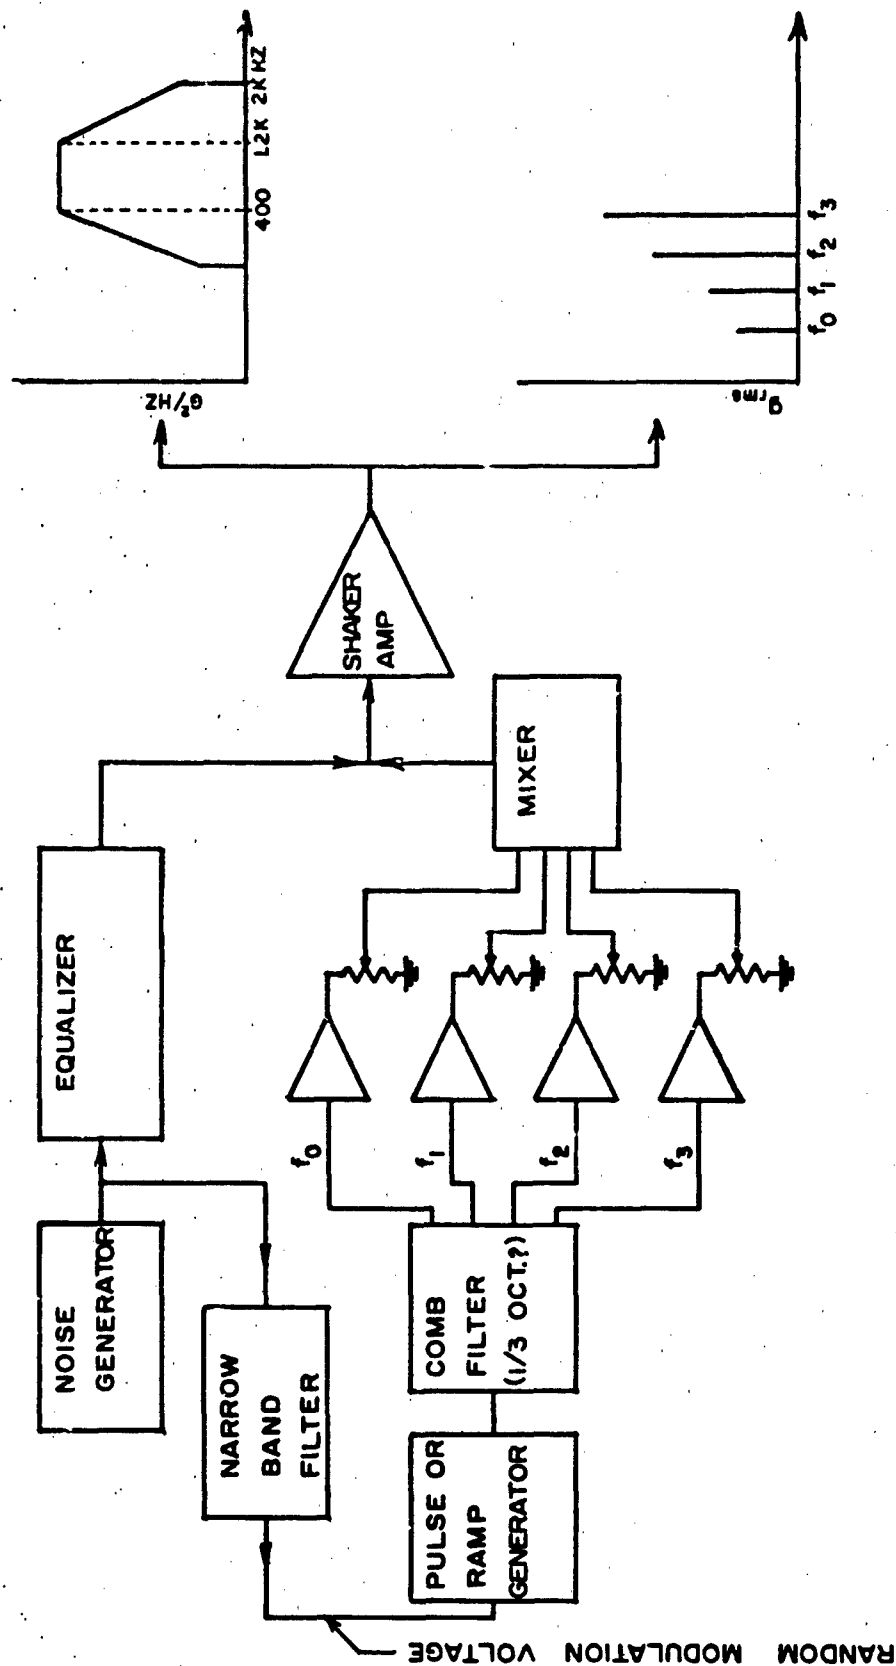 NOISE
GENERATOR
EQUALIZER
NARROW
BAND
FILTER
RANDOM MODULATION VOLTAGE
PULSE OR
RAMP
GENERATOR
COMB
FILTER
(1/3 OCT.?)
f0
f1
f2
f3
MIXER
SHAKER
AMP
G²/HZ
400 1.2K 2K HZ
grms
f0 f1 f2 f3